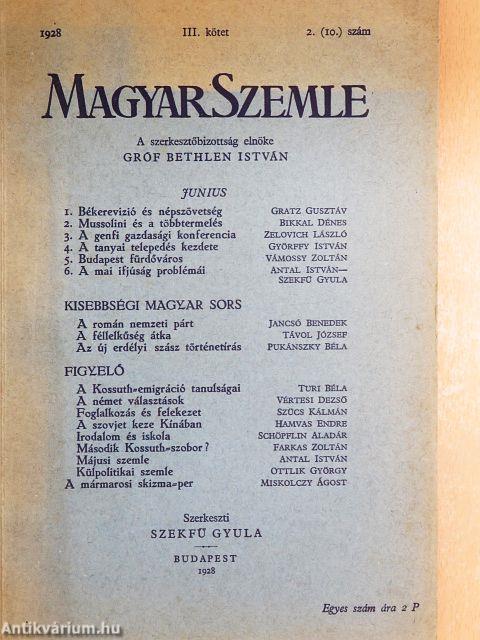 1928 III. kötet 2. (10.) szám
MAGYAR SZEMLE
A szerkesztőbizottság elnöke
GRÓF BETHLEN ISTVÁN
JUNIUS
1. Békerevizió és népszövetség GRATZ GUSZTÁV
2. Mussolini és a többtermelés BIKKAL DÉNES
3. A genfi gazdasági konferencia ZELOVICH LÁSZLÓ
4. A tanyai telepedés kezdete GYÖRFFY ISTVÁN
5. Budapest fürdőváros VÁMOSSY ZOLTÁN
6. A mai ifjúság problémái ANTAL ISTVÁN—
SZEKFÜ GYULA
KISEBBSÉGI MAGYAR SORS
A román nemzeti párt JANCSÓ BENEDEK
A féllelkűség átka TÁVOL JÓZSEF
Az új erdélyi szász történetírás PUKÁNSZKY BÉLA
FIGYELŐ
A Kossuth-emigráció tanulságai TURI BÉLA
A német választások VÉRTESI DEZSŐ
Foglalkozás és felekezet SZÜCS KÁLMÁN
A szovjet keze Kínában HAMVAS ENDRE
Irodalom és iskola SCHÖPFLIN ALADÁR
Második Kossuth-szobor? FARKAS ZOLTÁN
Májusi szemle ANTAL ISTVÁN
Külpolitikai szemle OTTLIK GYÖRGY
A mármarosi skizma-per MISKOLCZY ÁGOST
Szerkeszti
SZEKFÜ GYULA
BUDAPEST
1928
Egyes szám ára 2 P
Antikvárium.hu